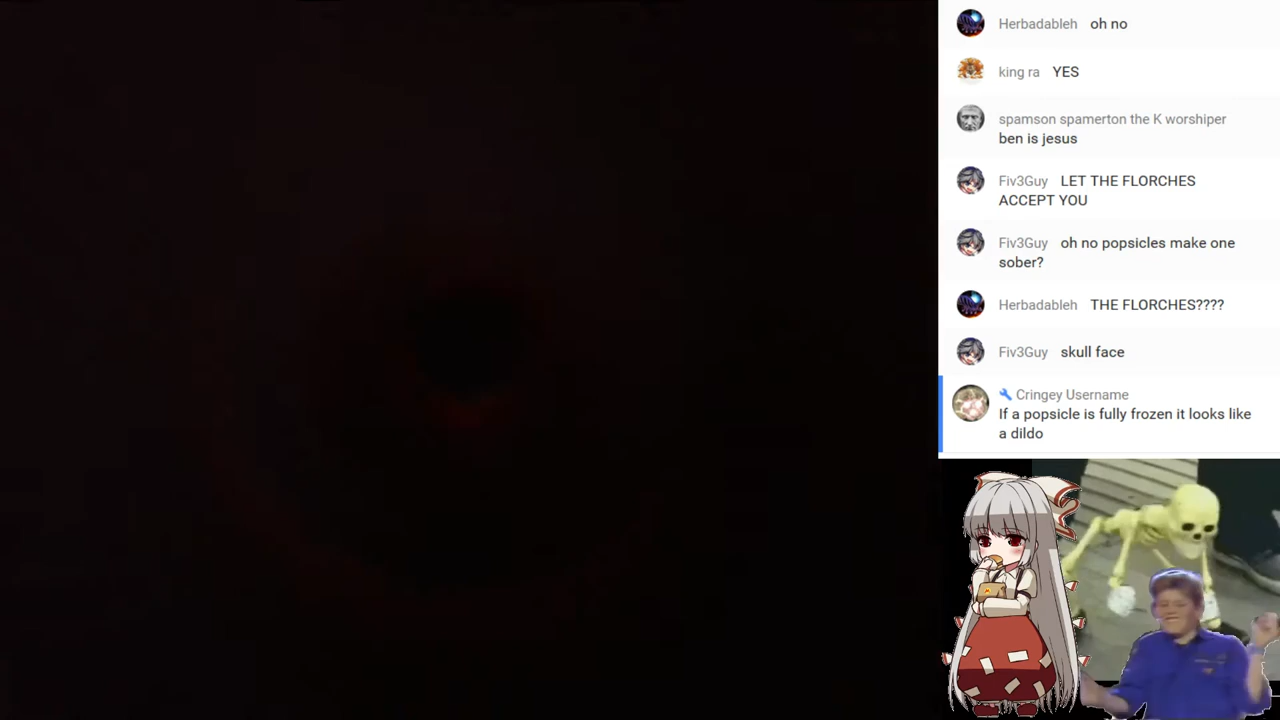 Herbadableh oh no
king ra YES
spamson spamerton the K worshiper
ben is jesus
Fiv3Guy LET THE FLORCHES
ACCEPT YOU
Fiv3Guy oh no popsicles make one
sober?
Herbadableh THE FLORCHES????
Fiv3Guy skull face
Cringey Username
If a popsicle is fully frozen it looks like
a dildo